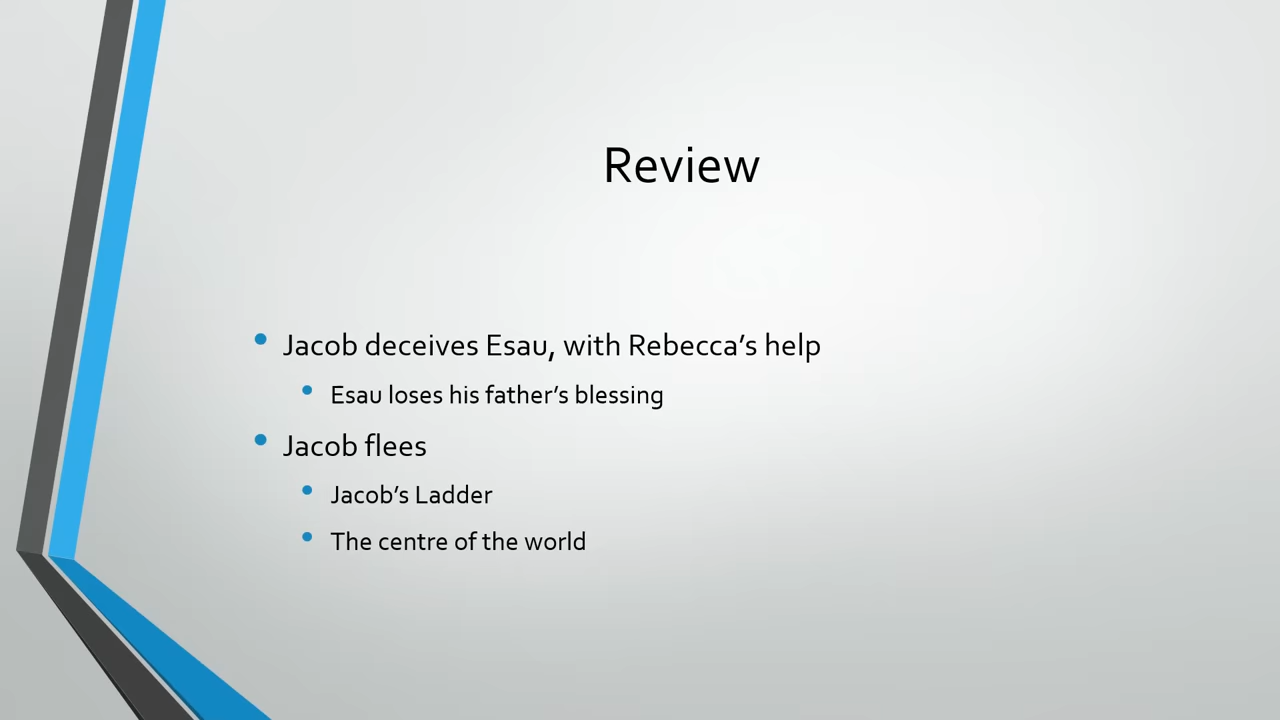 Review
• Jacob deceives Esau, with Rebecca’s help
• Esau loses his father’s blessing
• Jacob flees
• Jacob’s Ladder
• The centre of the world